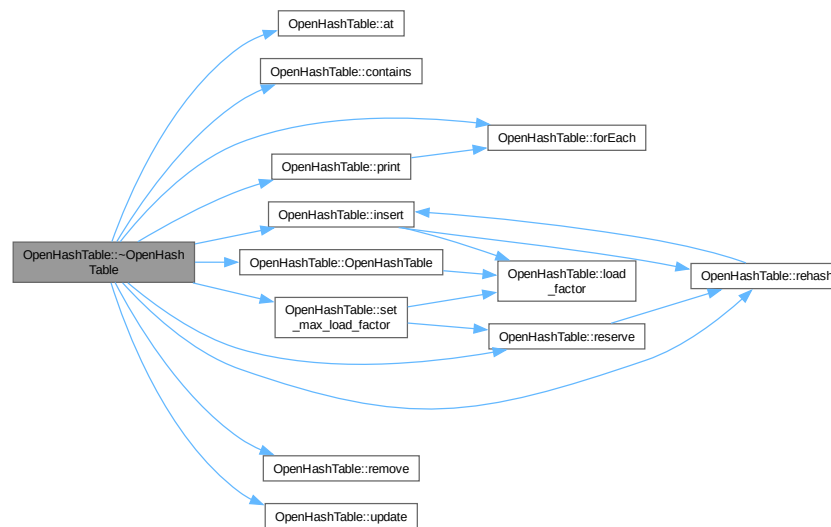 OpenHashTable::at
OpenHashTable::contains
OpenHashTable::forEach
OpenHashTable::print
OpenHashTable::insert
OpenHashTable::~OpenHash
Table
OpenHashTable::OpenHashTable
OpenHashTable::load
_factor
OpenHashTable::rehash
OpenHashTable::set
_max_load_factor
OpenHashTable::reserve
OpenHashTable::remove
OpenHashTable::update